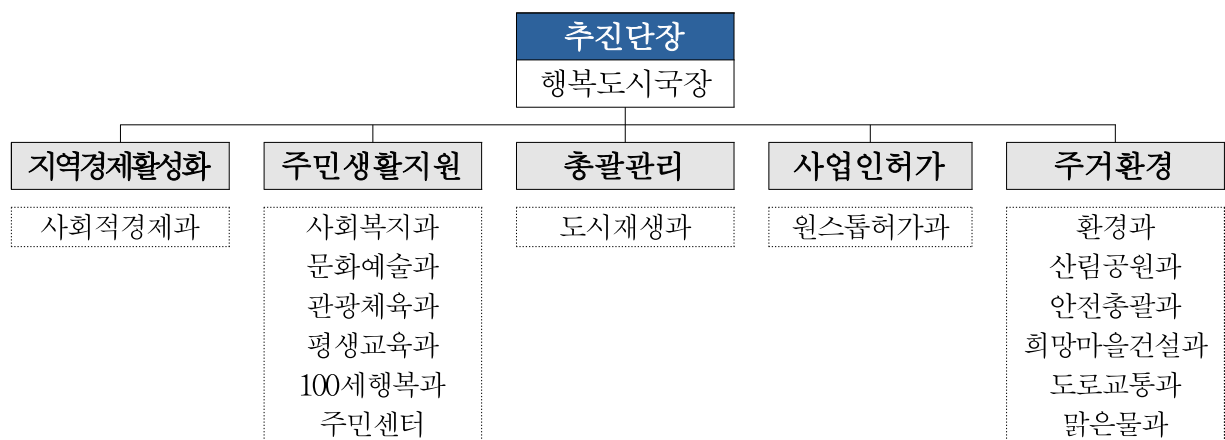 추진단장
행복도시국장
지역경제활성화
사회적경제과
주민생활지원
사회복지과
문화예술과
관광체육과
평생교육과
100세행복과
주민센터
총괄관리
도시재생과
사업인허가
원스톱허가과
주거환경
환경과
산림공원과
안전총괄과
희망마을건설과
도로교통과
맑은물과